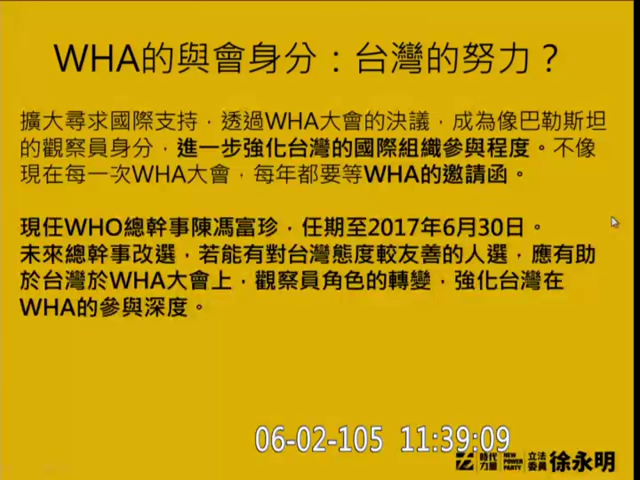 WHA的與會身分：台灣的努力？
擴大尋求國際支持，透過WHA大會的決議，成為像巴勒斯坦
的觀察員身分，進一步強化台灣的國際組織參與程度。不像
現在每一次WHA大會，每年都要等WHA的邀請函。
現任WHO總幹事陳馮富珍，任期至2017年6月30日。
未來總幹事改選，若能有對台灣態度較友善的人選，應有助
於台灣於WHA大會上，觀察員角色的轉變，強化台灣在
WHA的參與深度。
06-02-105 11:39:09
時代力量 NEW POWER PARTY 立法委員 徐永明